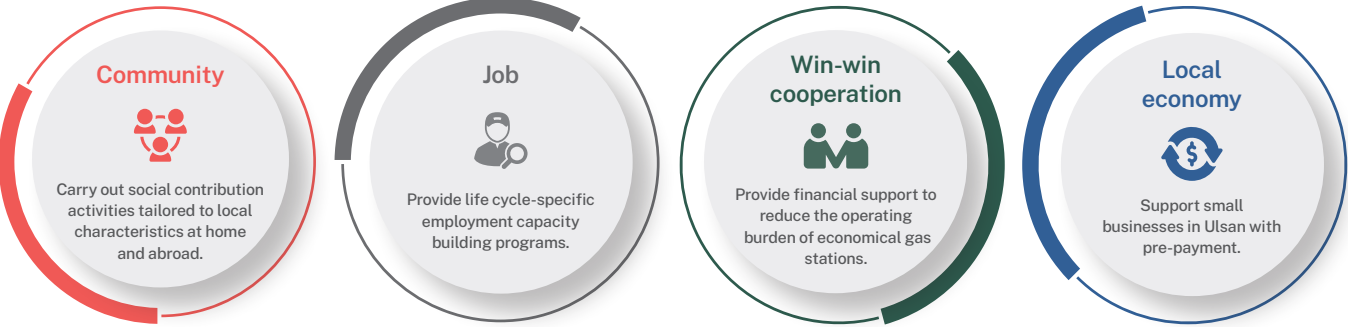 Community
Carry out social contribution
activities tailored to local
characteristics at home
and abroad.
Job
Provide life cycle-specific
employment capacity
building programs.
Win-win
cooperation
Provide financial support to
reduce the operating
burden of economical gas
stations.
Local
economy
$
Support small
businesses in Ulsan with
pre-payment.